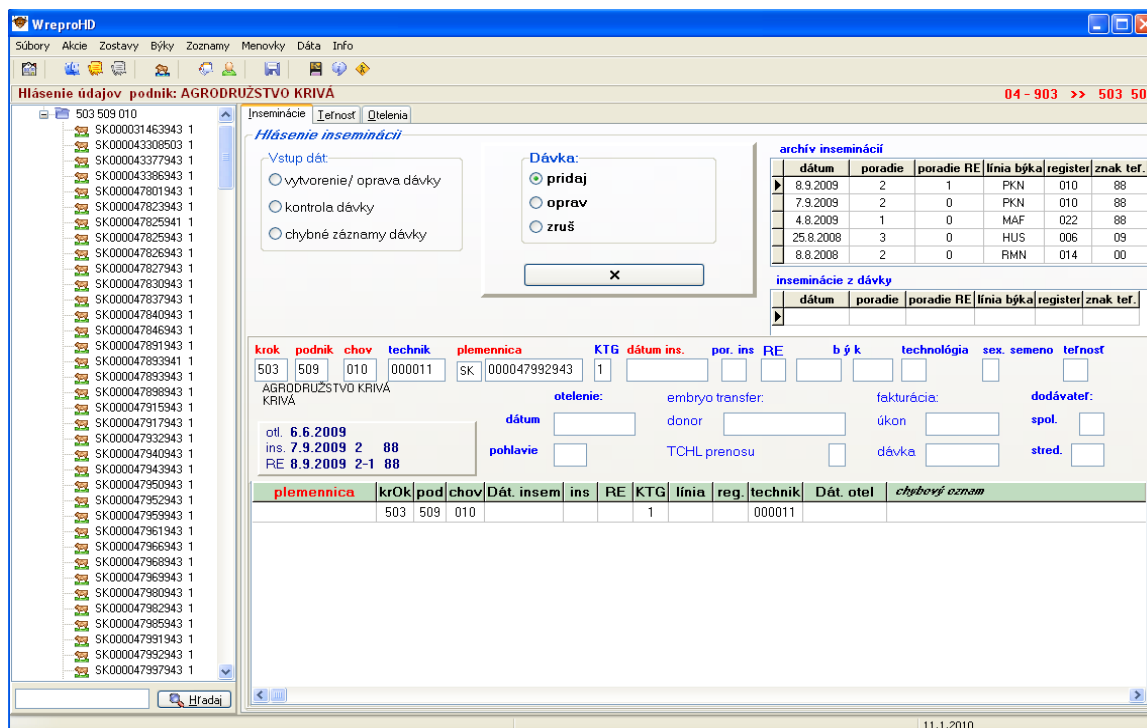 WreproHD
Súbory Akcie Zostavy Býky Zoznamy Menovky Dáta Info
Hlásenie údajov podnik: AGRODRUŽSTVO KRIVÁ 04 - 903 >> 503 50
503 509 010
SK000031463943 1
SK000043308503 1
SK000043377943 1
SK000043386943 1
SK000047801943 1
SK000047823943 1
SK000047825941 1
SK000047825943 1
SK000047826943 1
SK000047827943 1
SK000047830943 1
SK000047837943 1
SK000047840943 1
SK000047846943 1
SK000047891943 1
SK000047893941 1
SK000047893943 1
SK000047898943 1
SK000047915943 1
SK000047917943 1
SK000047932943 1
SK000047940943 1
SK000047943943 1
SK000047950943 1
SK000047952943 1
SK000047959943 1
SK000047961943 1
SK000047966943 1
SK000047968943 1
SK000047969943 1
SK000047980943 1
SK000047982943 1
SK000047985943 1
SK000047991943 1
SK000047992943 1
SK000047997943 1
Hľadaj
Inseminácie Teľnosť Otelenia
Hlásenie inseminácií
Vstup dát:
vytvorenie/ oprava dávky
kontrola dávky
chybné záznamy dávky
Dávka:
pridaj
oprav
zruš
X
archív inseminácií
dátum poradie poradie RE línia býka register znak teľ.
8.9.2009 2 1 PKN 010 88
7.9.2009 2 0 PKN 010 88
4.8.2009 1 0 MAF 022 88
25.8.2008 3 0 HUS 006 09
8.8.2008 2 0 RMN 014 00
inseminácie z dávky
dátum poradie poradie RE línia býka register znak teľ.
krok podnik chov technik plemennica KTG dátum ins. por. ins RE b ý k technológia sex. semeno teľnosť
503 509 010 000011 SK 000047992943 1
AGRODRUŽSTVO KRIVÁ
KRIVÁ
otelenie: embryo transfer: fakturácia: dodávateľ:
dátum donor úkon spol.
pohlavie TCHL prenosu dávka stred.
otl. 6.6.2009
ins. 7.9.2009 2 88
RE 8.9.2009 2-1 88
plemennica krOk pod chov Dát. insem ins RE KTG línia reg. technik Dát. otel chybový oznam
503 509 010 1 000011
11.1.2010